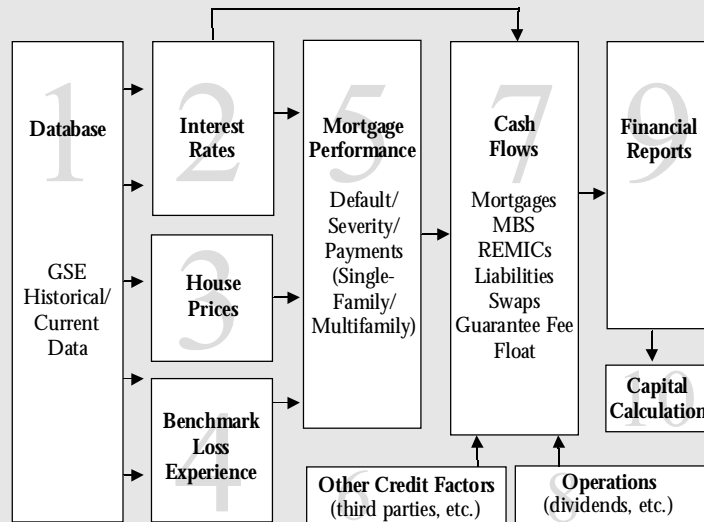 1
Database
GSE
Historical/
Current
Data
2
Interest
Rates
3
House
Prices
4
Benchmark
Loss
Experience
5
Mortgage
Performance
Default/
Severity/
Payments
(Single-
Family/
Multifamily)
6
Other Credit Factors
(third parties, etc.)
7
Cash
Flows
Mortgages
MBS
REMICs
Liabilities
Swaps
Guarantee Fee
Float
8
Operations
(dividends, etc.)
9
Financial
Reports
10
Capital
Calculation